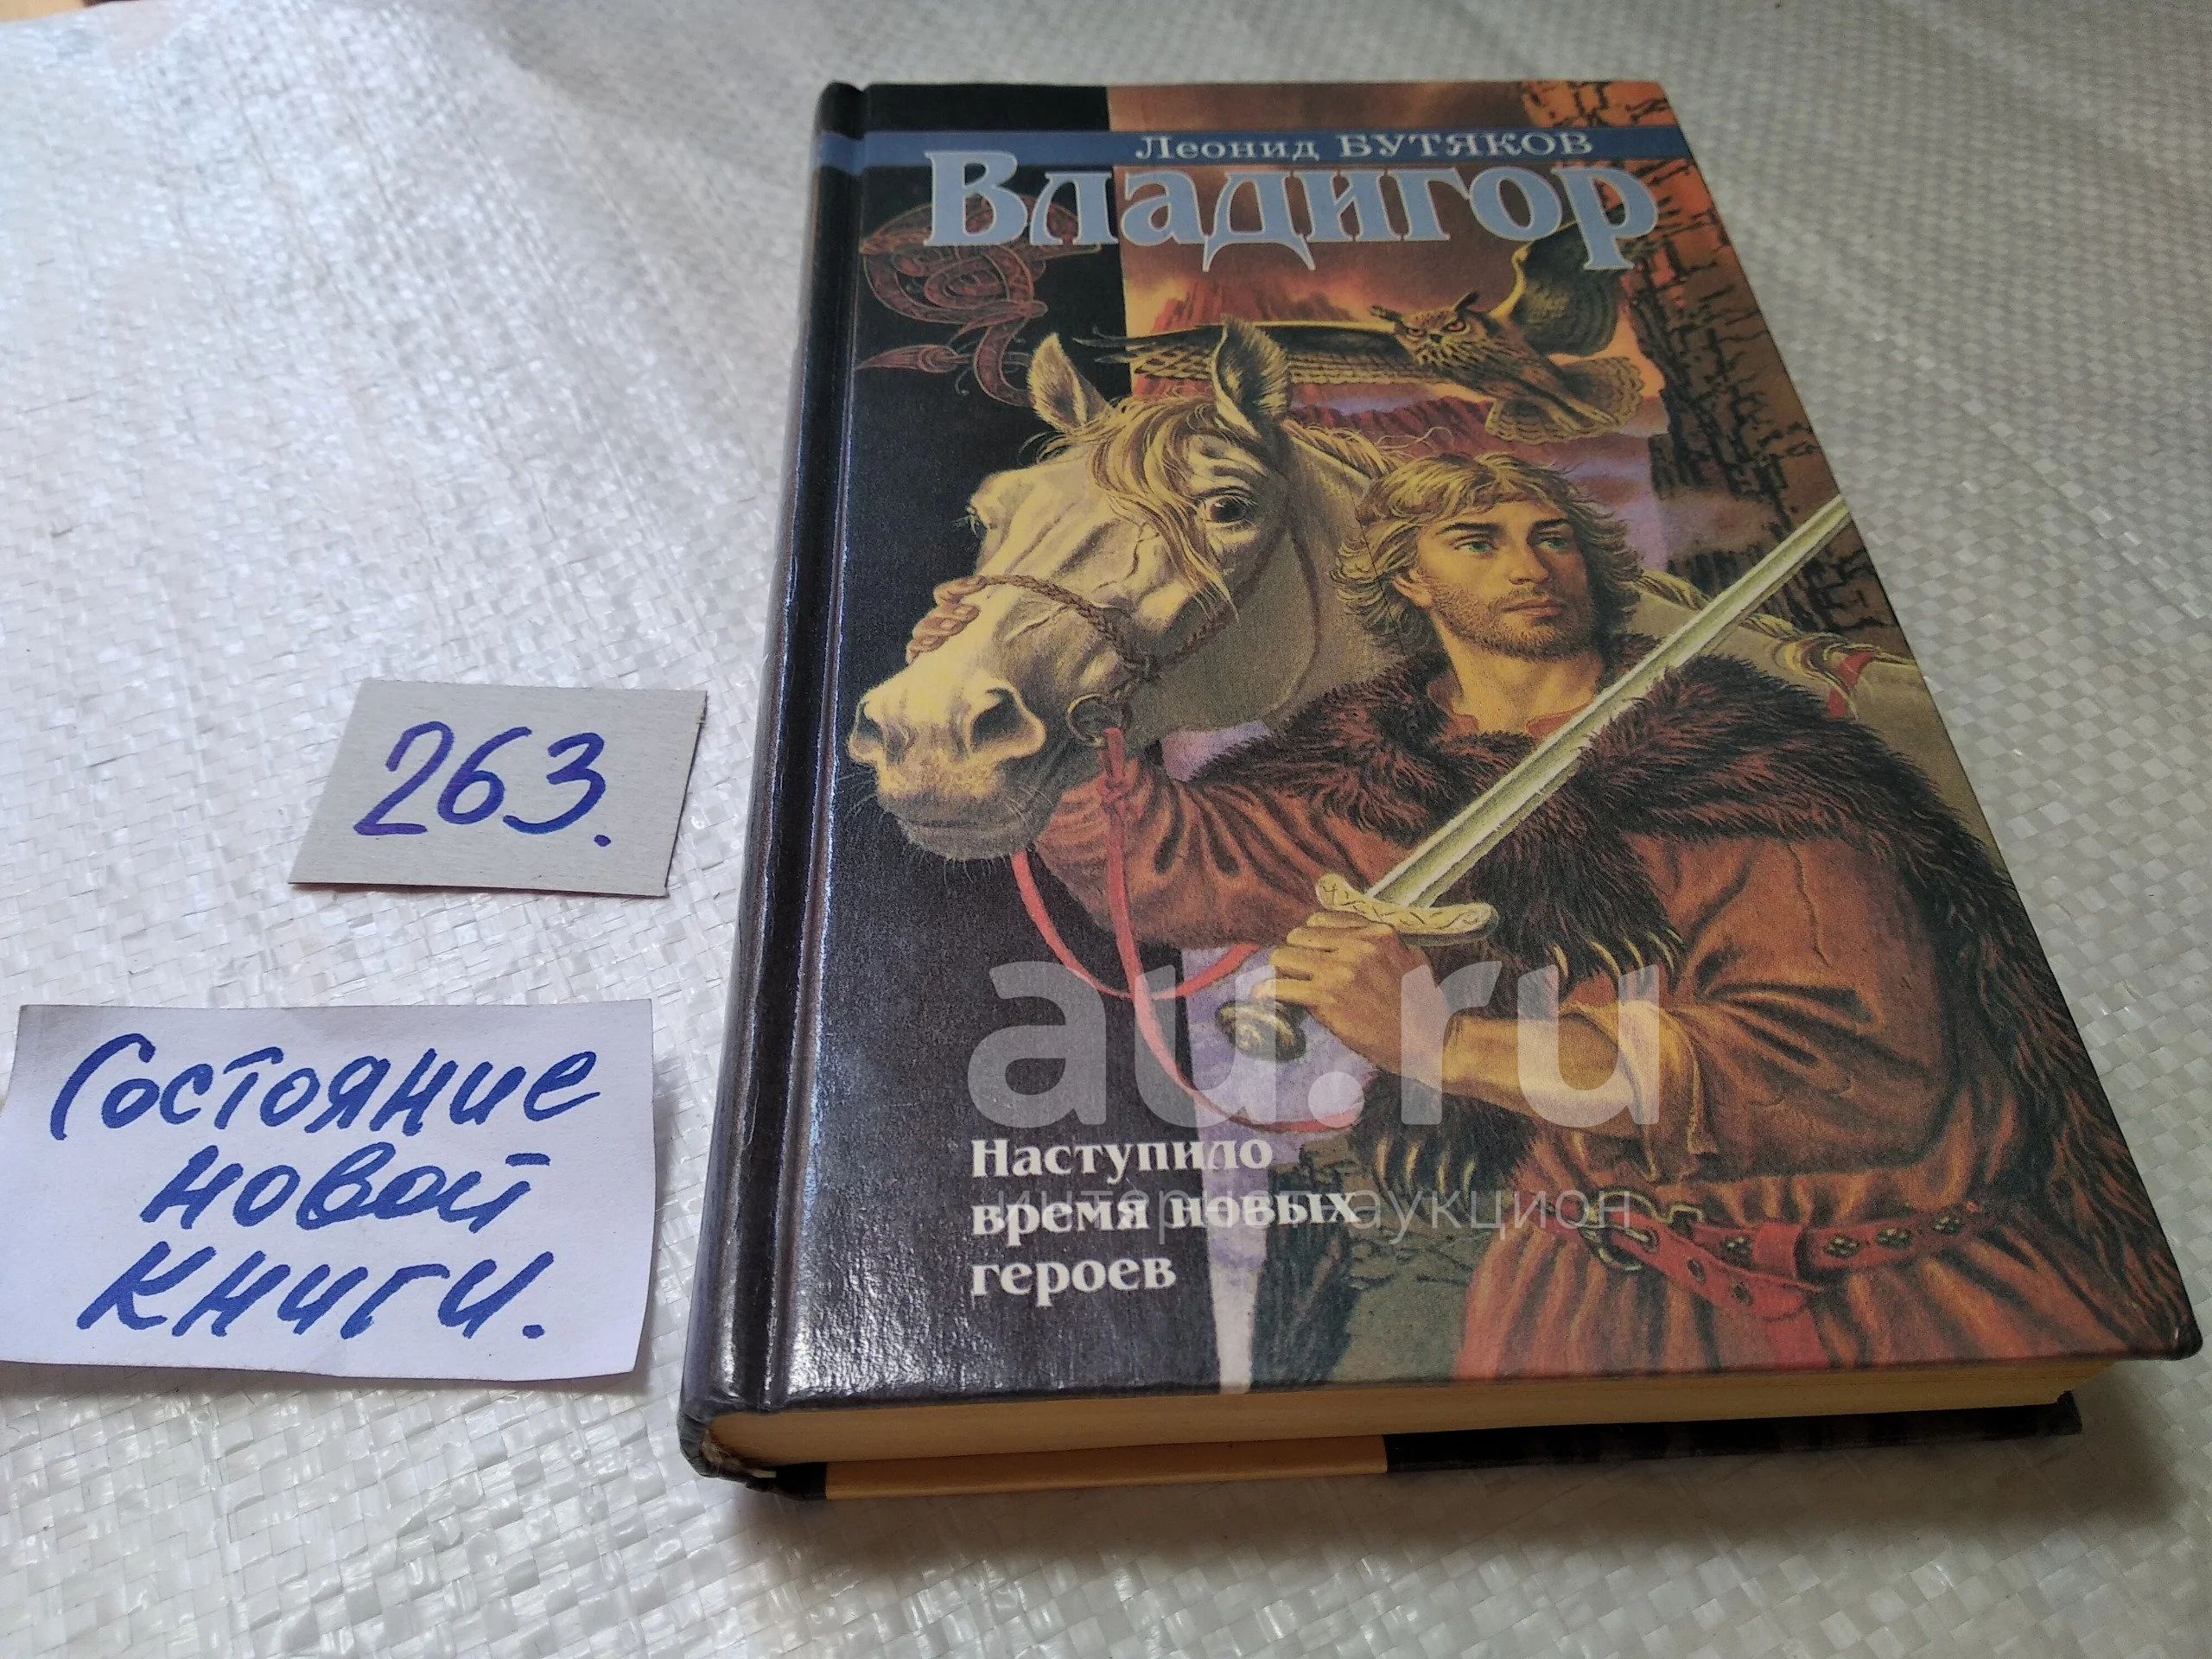 Леонид БУТЯКОВ
Владигор
263.
Состояние
новой
книги.
au.ru
интернет-аукцион
Наступило
время новых
героев